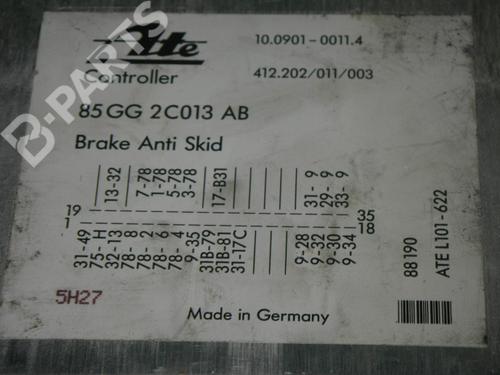 B-PARTS
Ate
10.0901-0011.4
Controller
412.202/011/003
85GG 2C013 AB
Brake Anti Skid
13-32
7-78
1-78
5-78
3-78
17-B31
31-9
29-9
33-9
19
35
1
18
31-49
75-H
32-13
78-8
78-2
78-6
78-4
9-35
31B-79
31B-81
31-17C
9-28
9-32
9-30
9-34
88190
ATE L101-622
5H27
Made in Germany